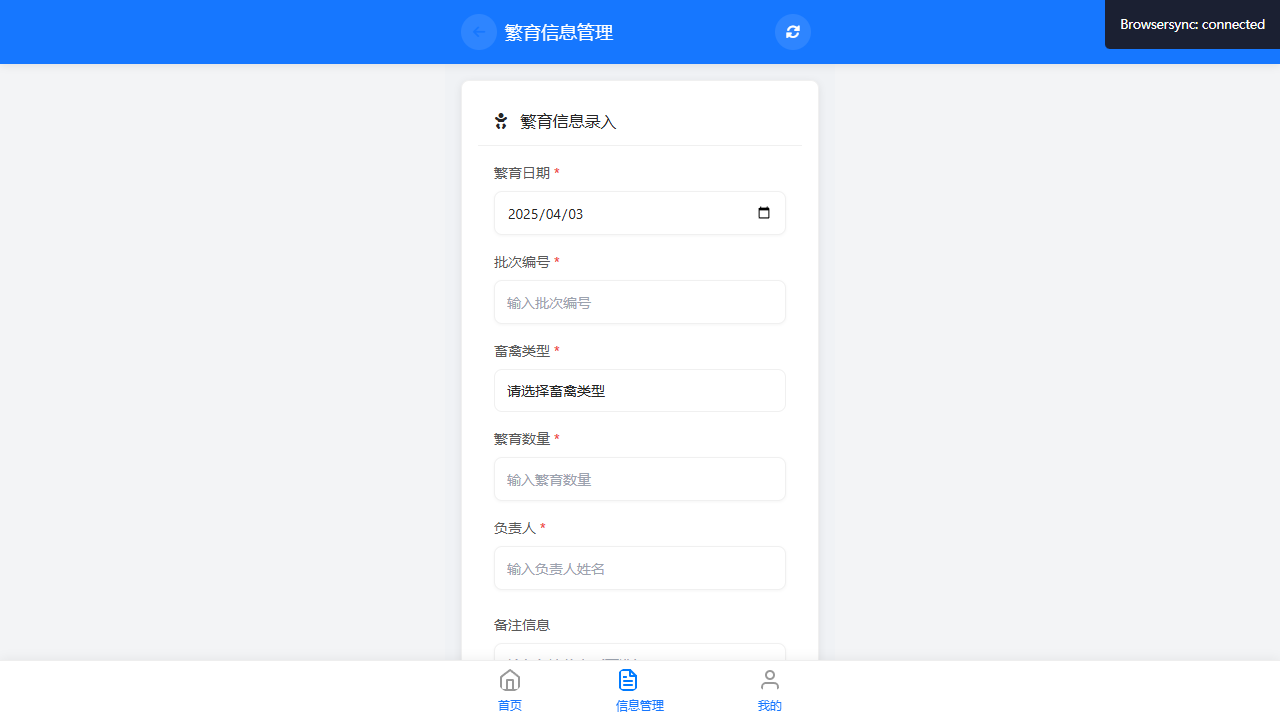 繁育信息管理
Browsersync: connected
繁育信息录入
繁育日期 *
2025/04/03
批次编号 *
输入批次编号
畜禽类型 *
请选择畜禽类型
繁育数量 *
输入繁育数量
负责人 *
输入负责人姓名
备注信息
首页
信息管理
我的